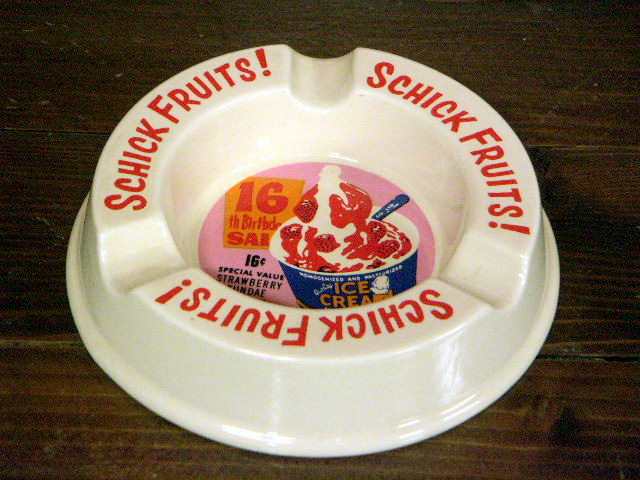 SCHICK FRUITS!
SCHICK FRUITS!
16
th Birthda
SAL
16¢
SPECIAL VALUE
STRAWBERRY
SUNDAE
HOMOGENIZED AND PASTEURIZED
ICE
CREAM
SCHICK FRUITS!